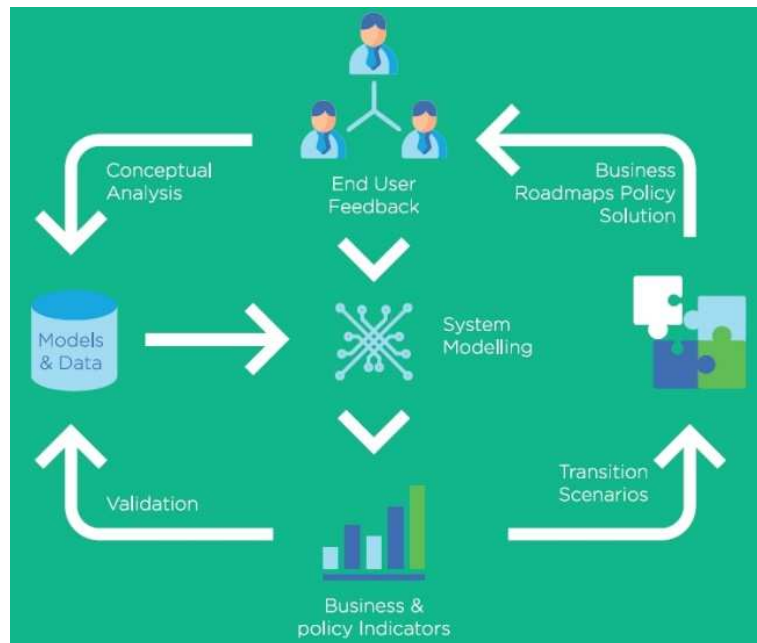 Conceptual
Analysis
End User
Feedback
Business
Roadmaps Policy
Solution
Models
& Data
System
Modelling
Validation
Transition
Scenarios
Business &
policy Indicators